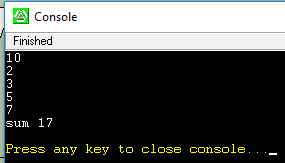 Console
Finished
10
2
3
5
7
sum 17
Press any key to close console..._